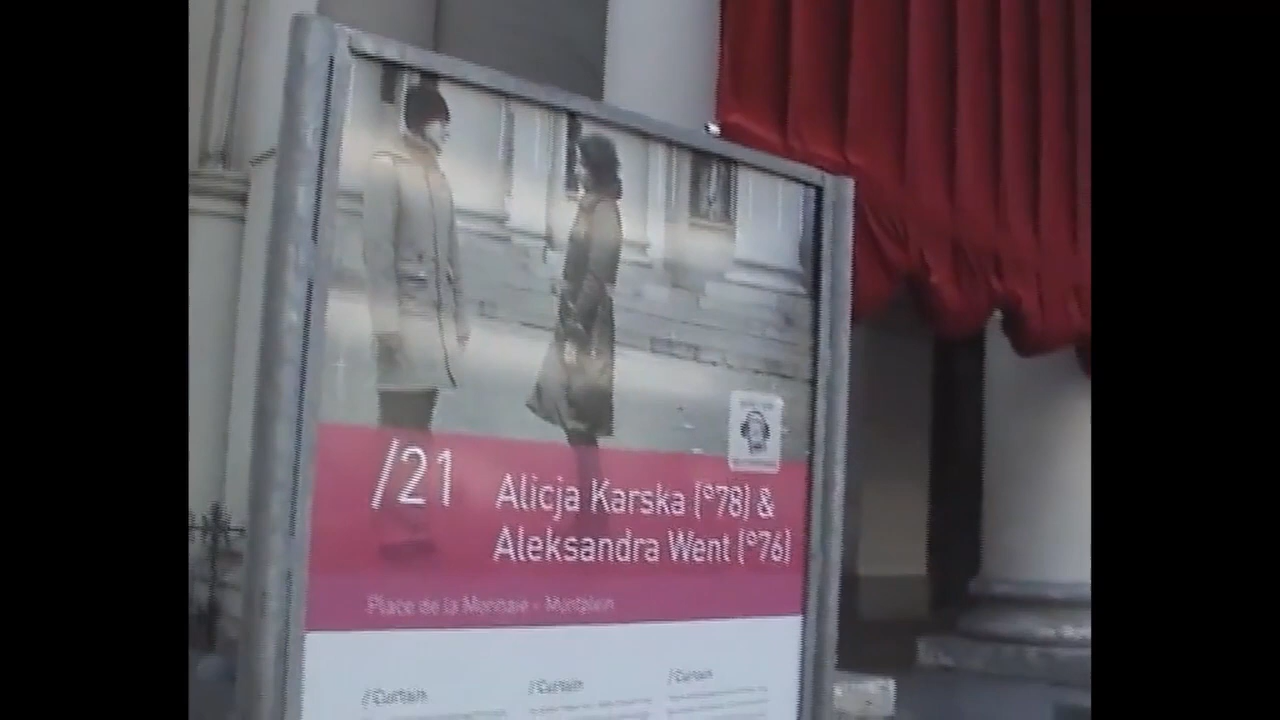 /21
Alicja Karska (°78) &
Aleksandra Went (°76)
Place de la Monnaie - Muntplein
/Curtain
/Curtain
/Curtain